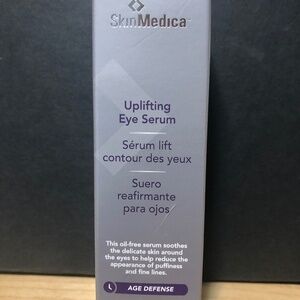 SkinMedica
Uplifting
Eye Serum
Sérum lift
contour des yeux
Suero
reafirmante
para ojos
This oil-free serum soothes
the delicate skin around
the eyes to help reduce the
appearance of puffiness
and fine lines.
AGE DEFENSE